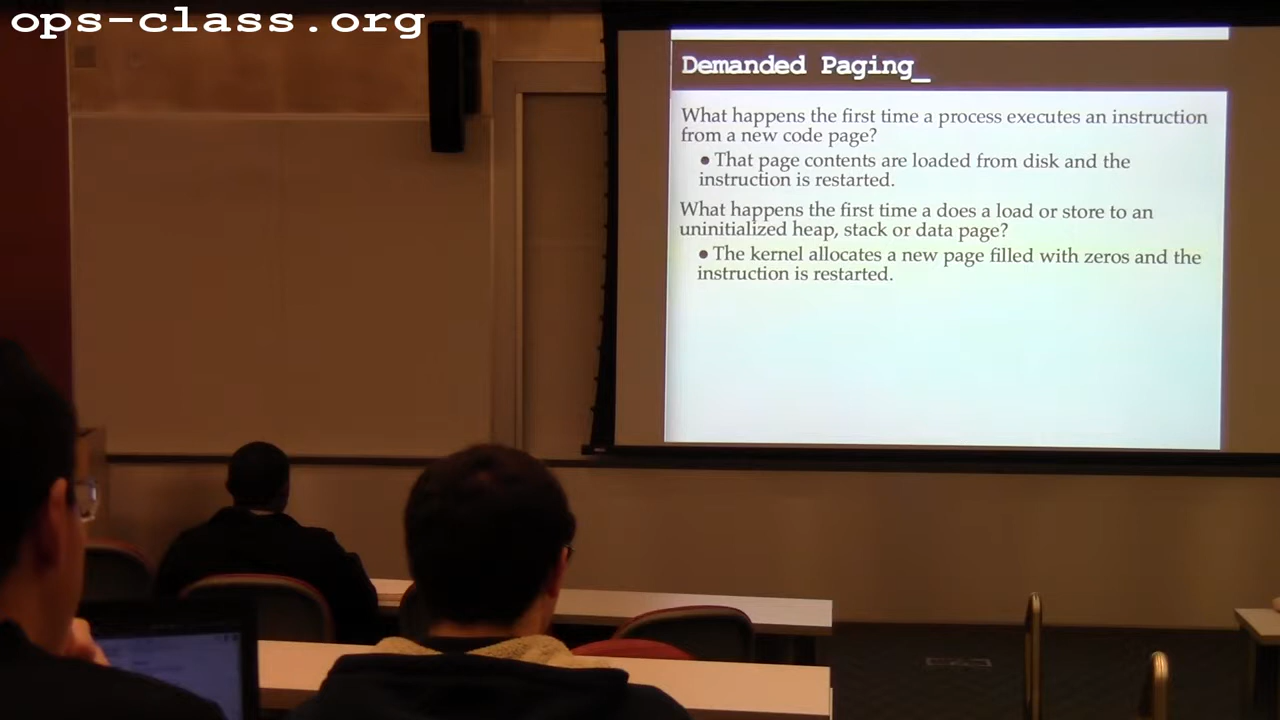 ops-class.org
Demanded Paging_
What happens the first time a process executes an instruction
from a new code page?
• That page contents are loaded from disk and the
instruction is restarted.
What happens the first time a does a load or store to an
uninitialized heap, stack or data page?
• The kernel allocates a new page filled with zeros and the
instruction is restarted.